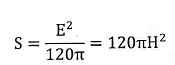 S = E²/120π = 120πH²